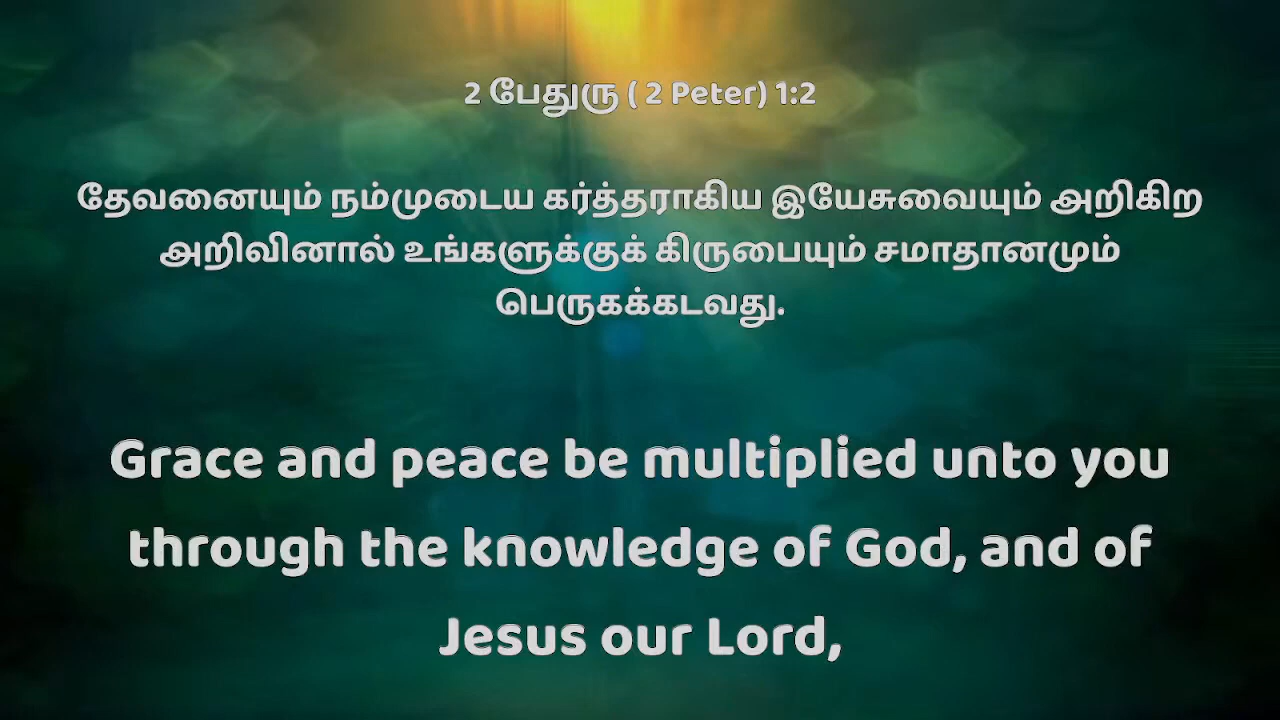 2 பேதுரு ( 2 Peter) 1:2
தேவனையும் நம்முடைய கர்த்தராகிய இயேசுவையும் அறிகிற
அறிவினால் உங்களுக்குக் கிருபையும் சமாதானமும்
பெருகக்கடவது.
Grace and peace be multiplied unto you
through the knowledge of God, and of
Jesus our Lord,